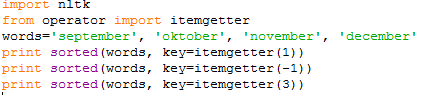 import nltk
from operator import itemgetter
words='september', 'oktober', 'november', 'december'
print sorted(words, key=itemgetter(1))
print sorted(words, key=itemgetter(-1))
print sorted(words, key=itemgetter(3))